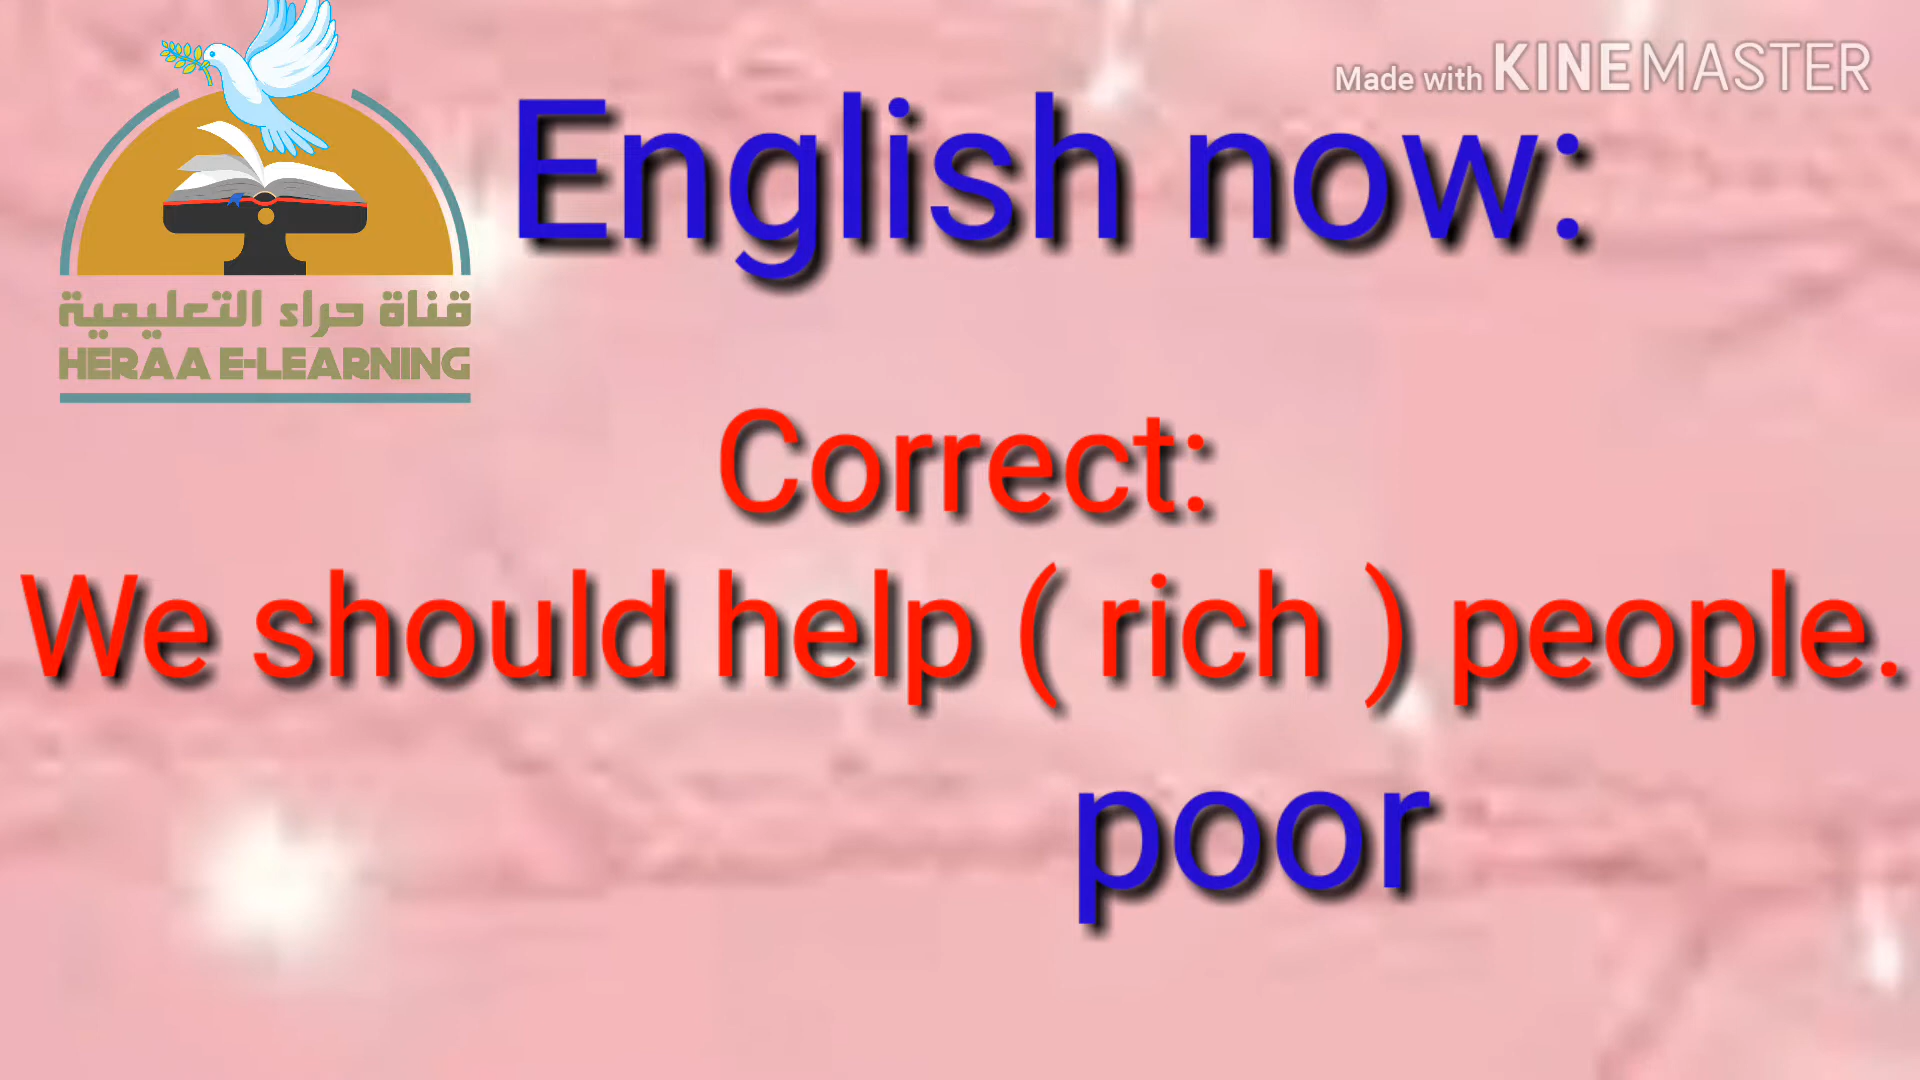 Made with KINEMASTER
English now:
قناة حراء التعليمية
HERAA E-LEARNING
Correct:
We should help ( rich ) people.
poor